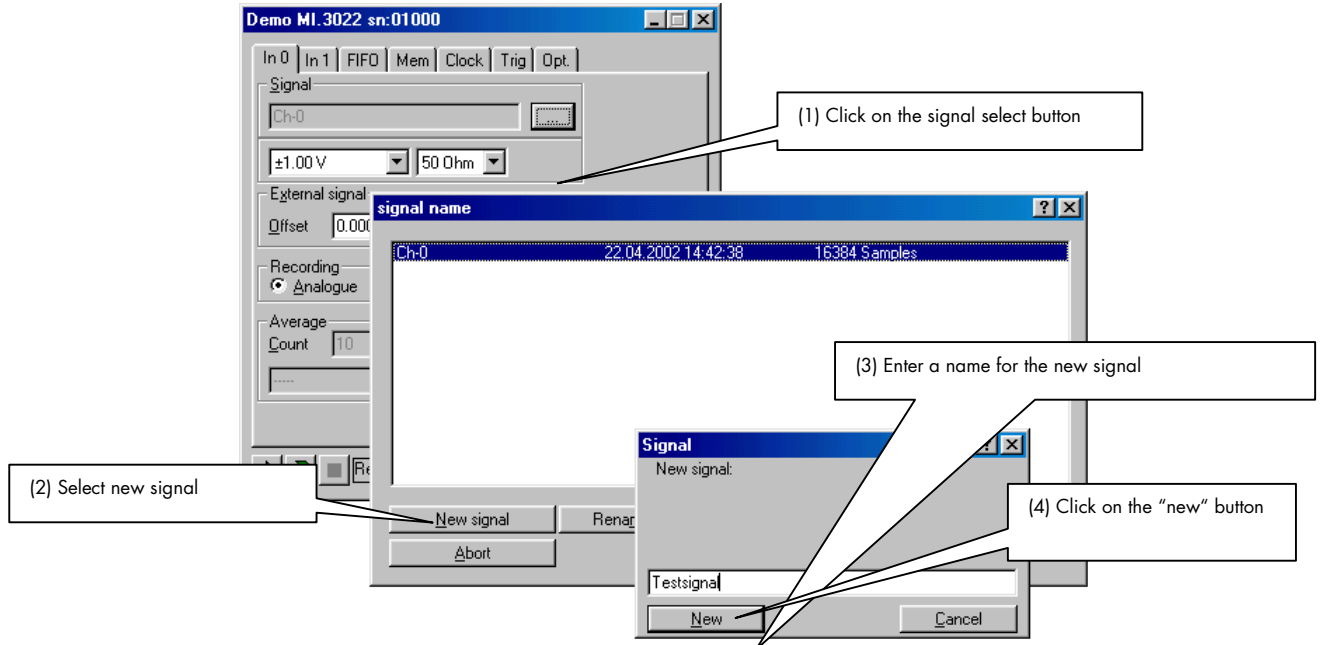 Demo MI.3022 sn:01000
In 0 In 1 FIFO Mem Clock Trig Opt.
Signal
Ch-0 ...
(1) Click on the signal select button
±1.00 V 50 Ohm
External signal
signal name
Offset
Ch-0 22.04.2002 14:42:38 16384 Samples
Recording
Analogue
Average
Count 10
(3) Enter a name for the new signal
-----
Signal
New signal:
(2) Select new signal
(4) Click on the “new“ button
New signal
Abort
Testsignal
New Cancel